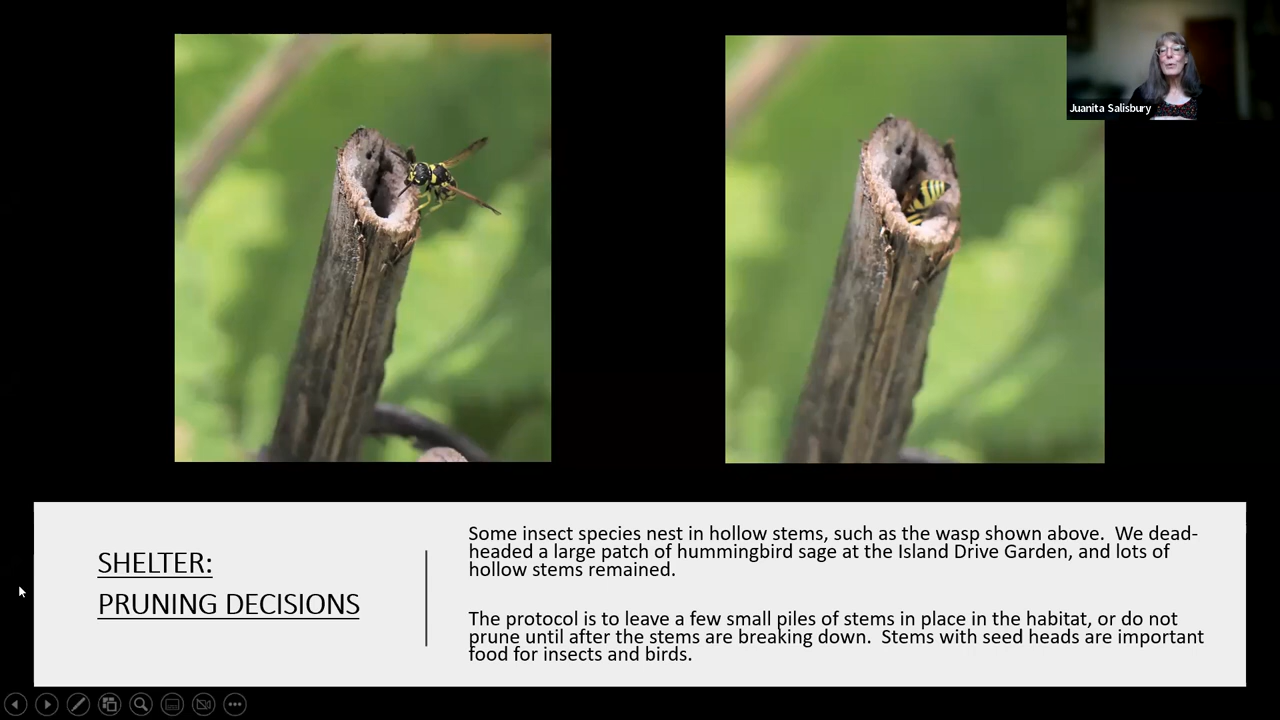 Juanita Salisbury
SHELTER:
PRUNING DECISIONS
Some insect species nest in hollow stems, such as the wasp shown above.  We dead-
headed a large patch of hummingbird sage at the Island Drive Garden, and lots of
hollow stems remained.
The protocol is to leave a few small piles of stems in place in the habitat, or do not
prune until after the stems are breaking down.  Stems with seed heads are important
food for insects and birds.